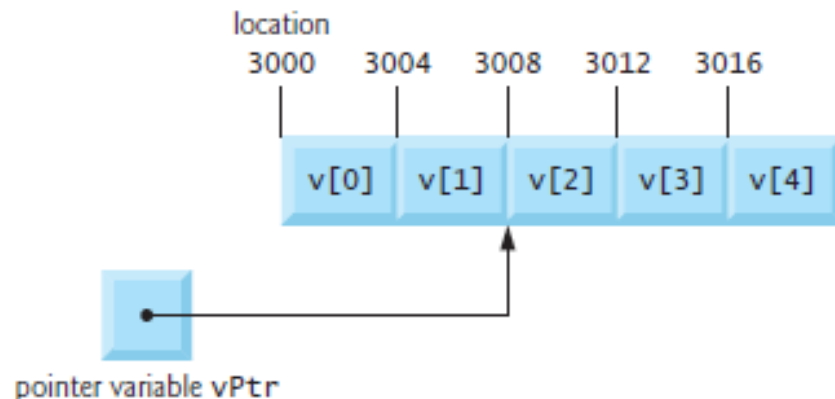 location
3000 3004 3008 3012 3016
v[0] v[1] v[2] v[3] v[4]
pointer variable vPtr